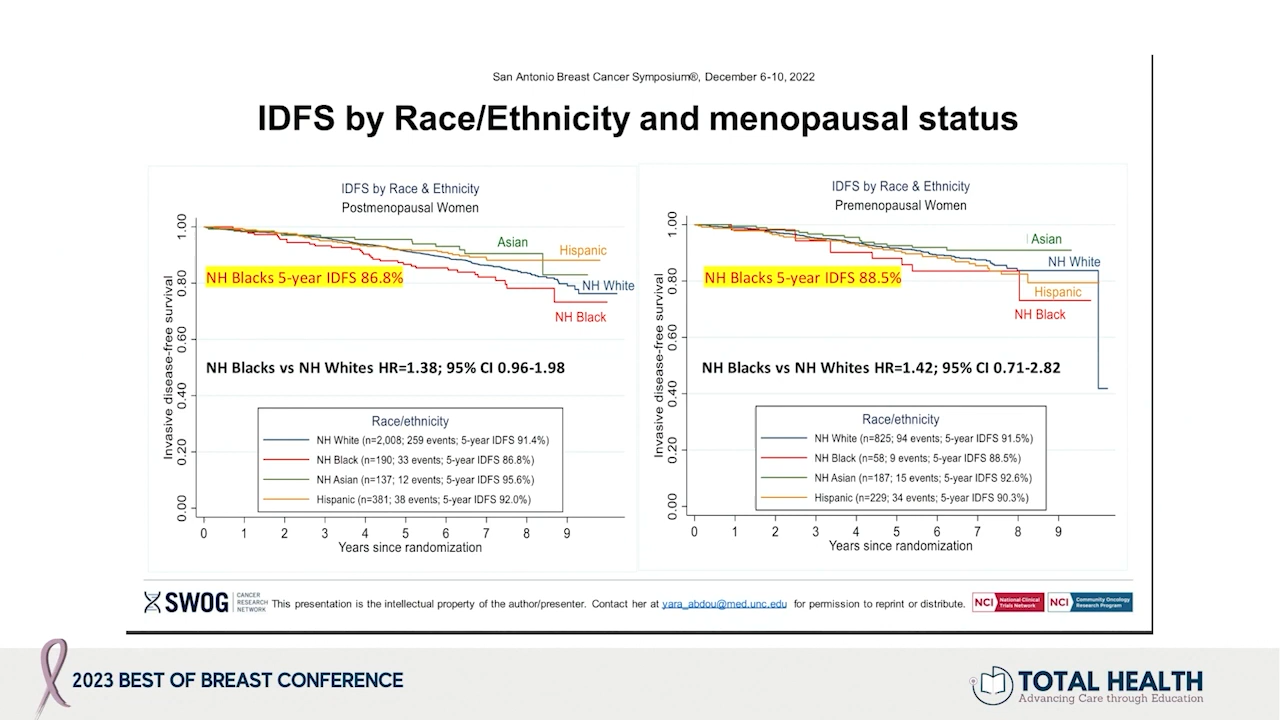 San Antonio Breast Cancer Symposium®, December 6-10, 2022
IDFS by Race/Ethnicity and menopausal status
IDFS by Race & Ethnicity
Postmenopausal Women
Invasive disease-free survival
1.00
0.80
0.60
0.40
0.20
0.00
Asian
Hispanic
NH Blacks 5-year IDFS 86.8%
NH White
NH Black
NH Blacks vs NH Whites HR=1.38; 95% CI 0.96-1.98
Race/ethnicity
NH White (n=2,008; 259 events; 5-year IDFS 91.4%)
NH Black (n=190; 33 events; 5-year IDFS 86.8%)
NH Asian (n=137; 12 events; 5-year IDFS 95.6%)
Hispanic (n=381; 38 events; 5-year IDFS 92.0%)
0 1 2 3 4 5 6 7 8 9
Years since randomization
IDFS by Race & Ethnicity
Premenopausal Women
Invasive disease-free survival
1.00
0.80
0.60
0.40
0.20
0.00
Asian
NH White
NH Blacks 5-year IDFS 88.5%
Hispanic
NH Black
NH Blacks vs NH Whites HR=1.42; 95% CI 0.71-2.82
Race/ethnicity
NH White (n=825; 94 events; 5-year IDFS 91.5%)
NH Black (n=58; 9 events; 5-year IDFS 88.5%)
NH Asian (n=187; 15 events; 5-year IDFS 92.6%)
Hispanic (n=229; 34 events; 5-year IDFS 90.3%)
0 1 2 3 4 5 6 7 8 9
Years since randomization
SWOG
CANCER
RESEARCH
NETWORK
This presentation is the intellectual property of the author/presenter. Contact her at yara_abdou@med.unc.edu for permission to reprint or distribute.
NCI
National Clinical
Trials Network
NCI
Community Oncology
Research Program
2023 BEST OF BREAST CONFERENCE
TOTAL HEALTH
Advancing Care through Education